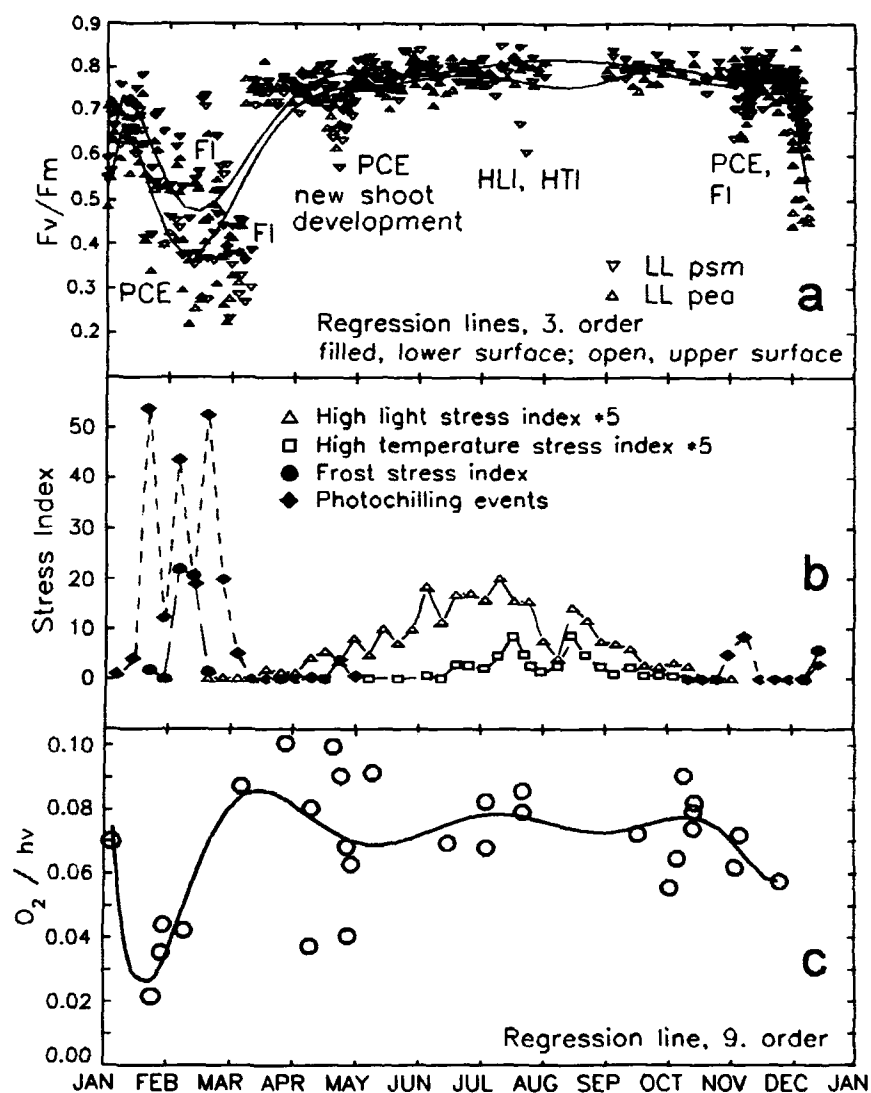 0.9
0.8
0.7
0.6
0.5
0.4
0.3
0.2
Fv/Fm
FI
FI
PCE
PCE
new shoot
development
HLI, HTI
PCE,
FI
▽ LL psm
△ LL pea
a
Regression lines, 3. order
filled, lower surface; open, upper surface
50
40
30
20
10
0
Stress Index
High light stress index *5
High temperature stress index *5
Frost stress index
Photochilling events
b
0.10
0.08
0.06
0.04
0.02
0.00
O₂ / hv
c
Regression line, 9. order
JAN FEB MAR APR MAY JUN JUL AUG SEP OCT NOV DEC JAN